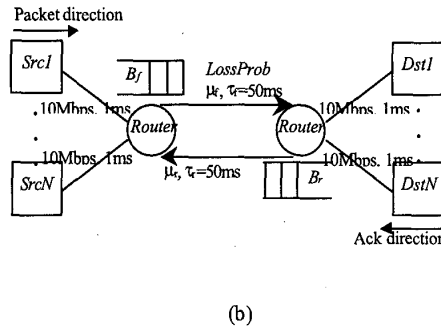 Packet direction
Src1
B_f
LossProb
μ_f, τ_f=50ms
Dst1
10Mbps, 1ms
10Mbps, 1ms
Router
Router
10Mbps, 1ms
10Mbps, 1ms
μ_r, τ_r=50ms
B_r
SrcN
DstN
Ack direction
(b)